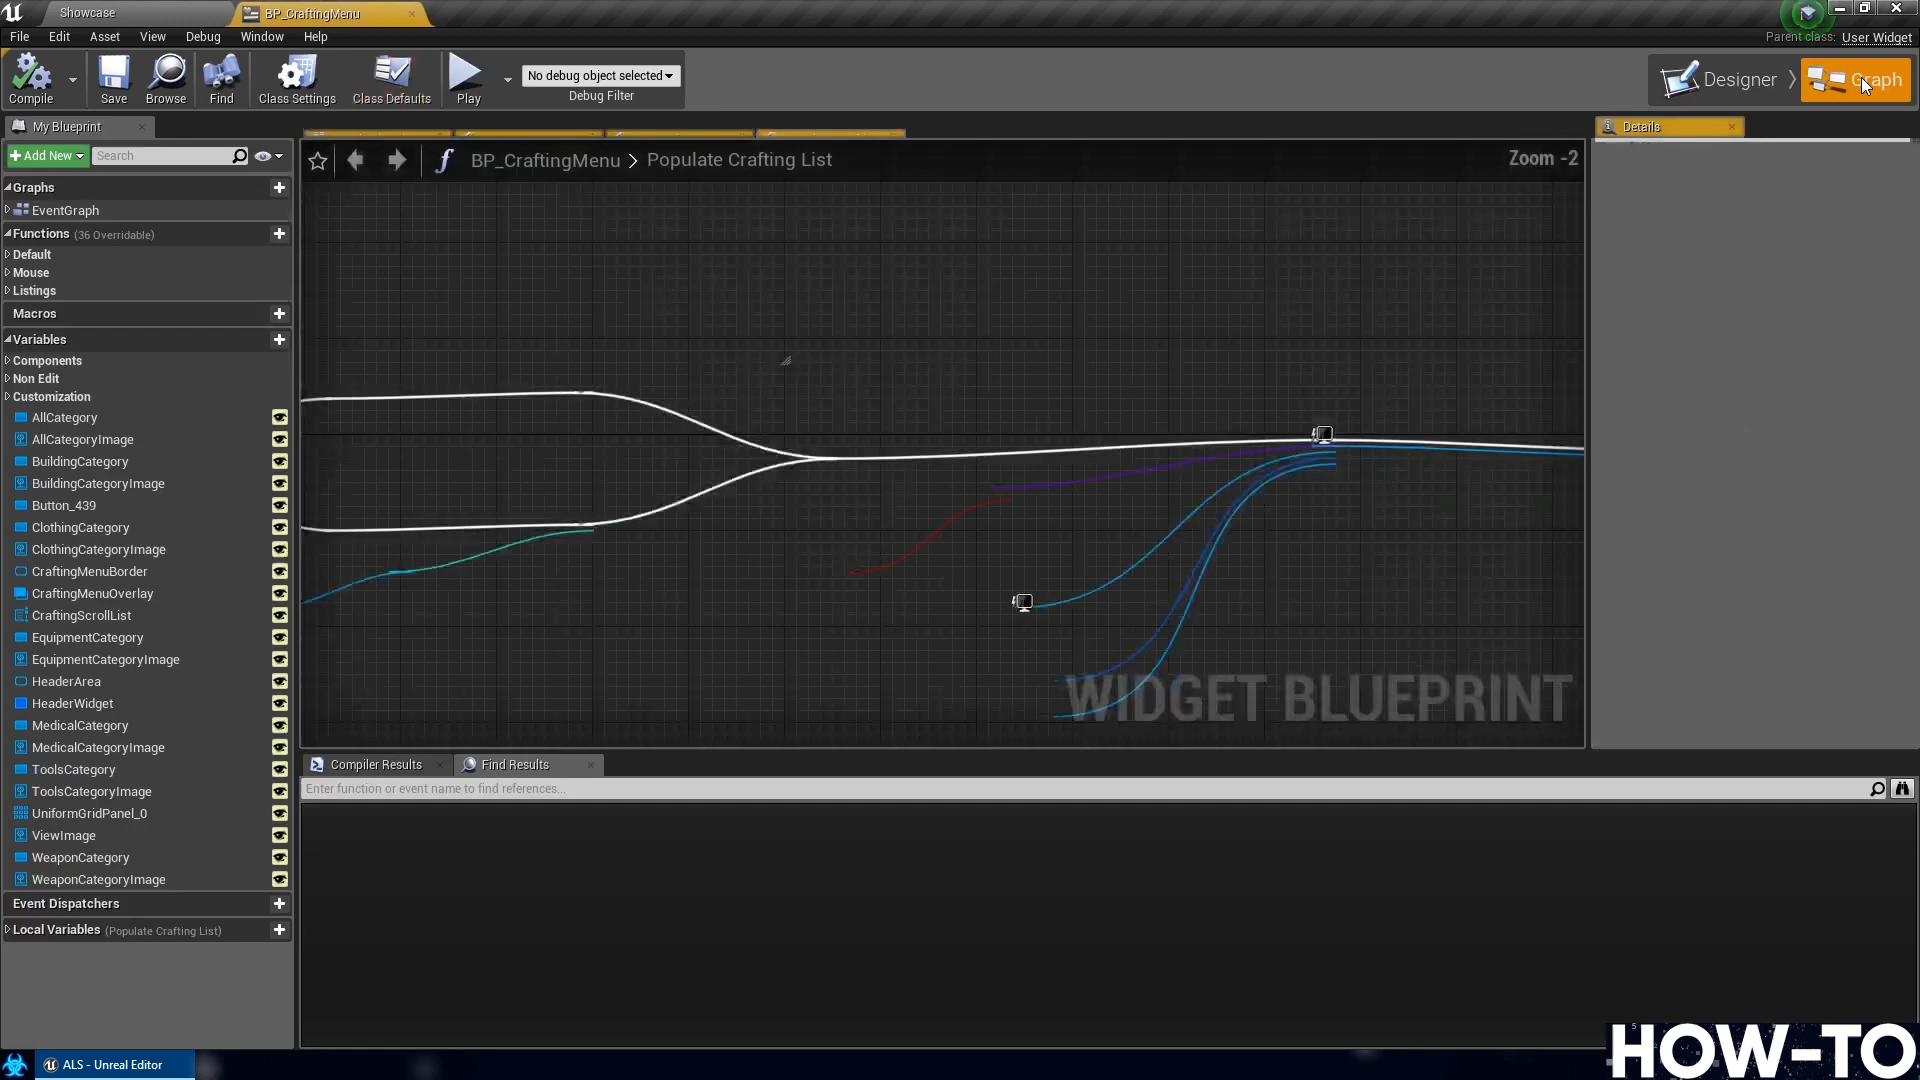 Showcase
BP_CraftingMenu
File Edit Asset View Debug Window Help
Parent class: User Widget
Compile Save Browse Find Class Settings Class Defaults Play
No debug object selected
Debug Filter
Designer Graph
My Blueprint
Details
Add New Search
BP_CraftingMenu > Populate Crafting List
Zoom -2
Graphs
EventGraph
Functions (36 Overridable)
Default
Mouse
Listings
Macros
Variables
Components
Non Edit
Customization
AllCategory
AllCategoryImage
BuildingCategory
BuildingCategoryImage
Button_439
ClothingCategory
ClothingCategoryImage
CraftingMenuBorder
CraftingMenuOverlay
CraftingScrollList
EquipmentCategory
EquipmentCategoryImage
HeaderArea
HeaderWidget
MedicalCategory
MedicalCategoryImage
ToolsCategory
ToolsCategoryImage
UniformGridPanel_0
ViewImage
WeaponCategory
WeaponCategoryImage
Event Dispatchers
Local Variables (Populate Crafting List)
WIDGET BLUEPRINT
Compiler Results
Find Results
Enter function or event name to find references...
ALS - Unreal Editor
HOW-TO